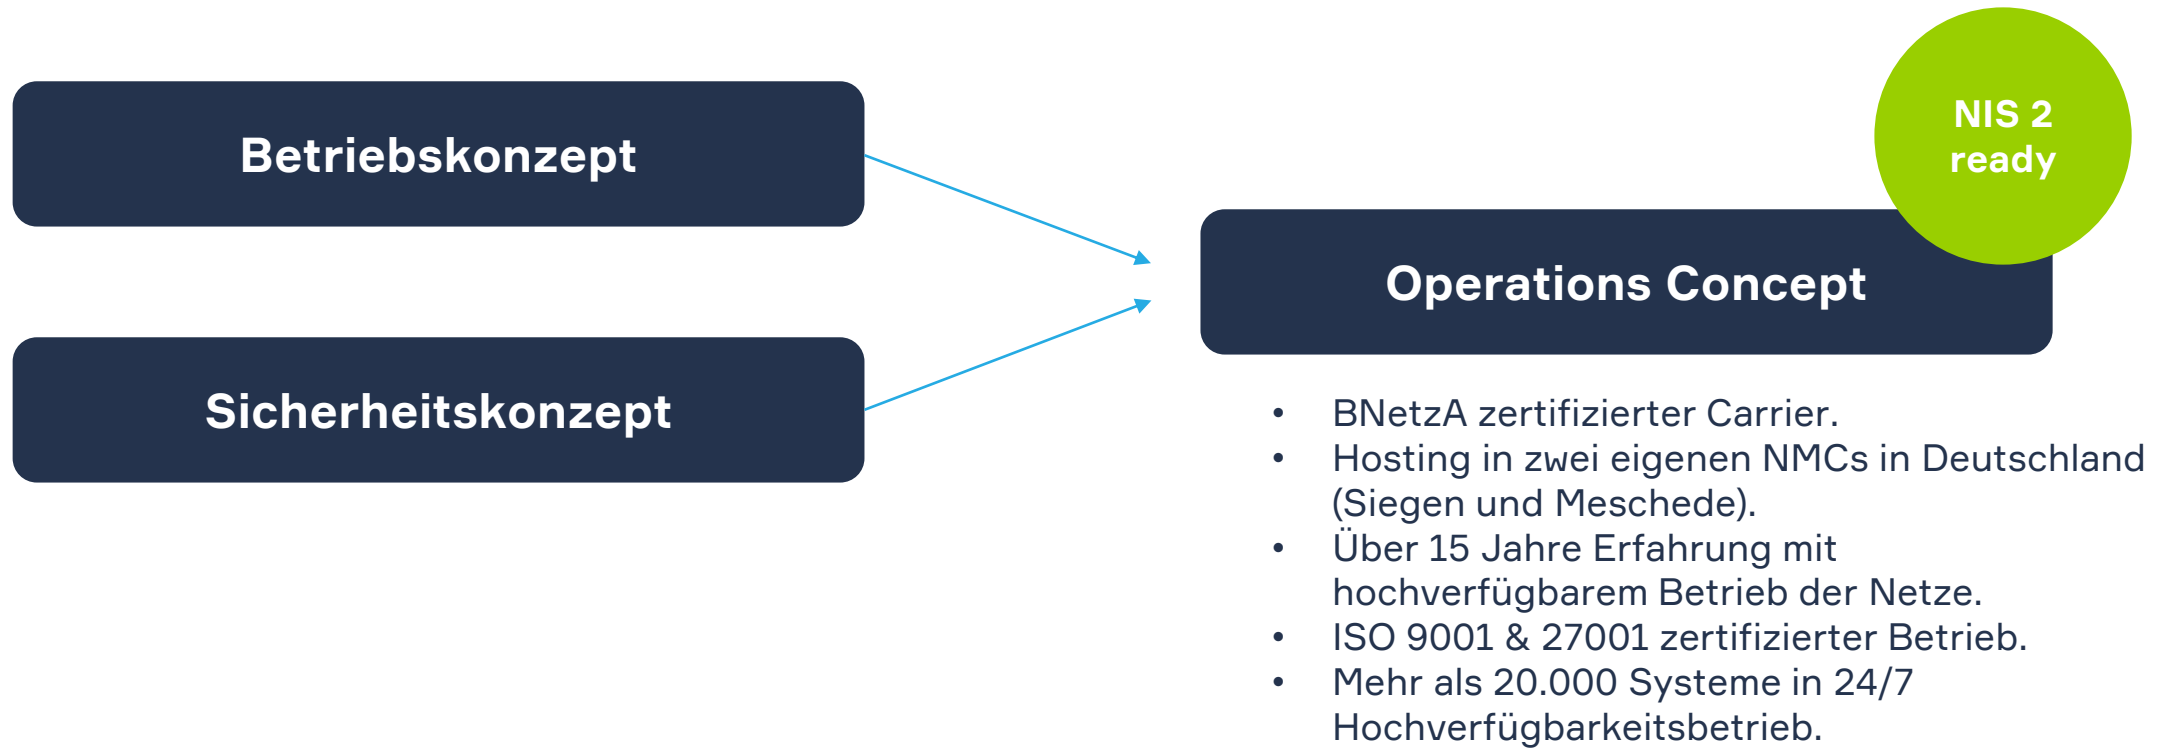 Betriebskonzept
Sicherheitskonzept
NIS 2
ready
Operations Concept
• BNetzA zertifizierter Carrier.
• Hosting in zwei eigenen NMCs in Deutschland
(Siegen und Meschede).
• Über 15 Jahre Erfahrung mit
hochverfügbarem Betrieb der Netze.
• ISO 9001 & 27001 zertifizierter Betrieb.
• Mehr als 20.000 Systeme in 24/7
Hochverfügbarkeitsbetrieb.